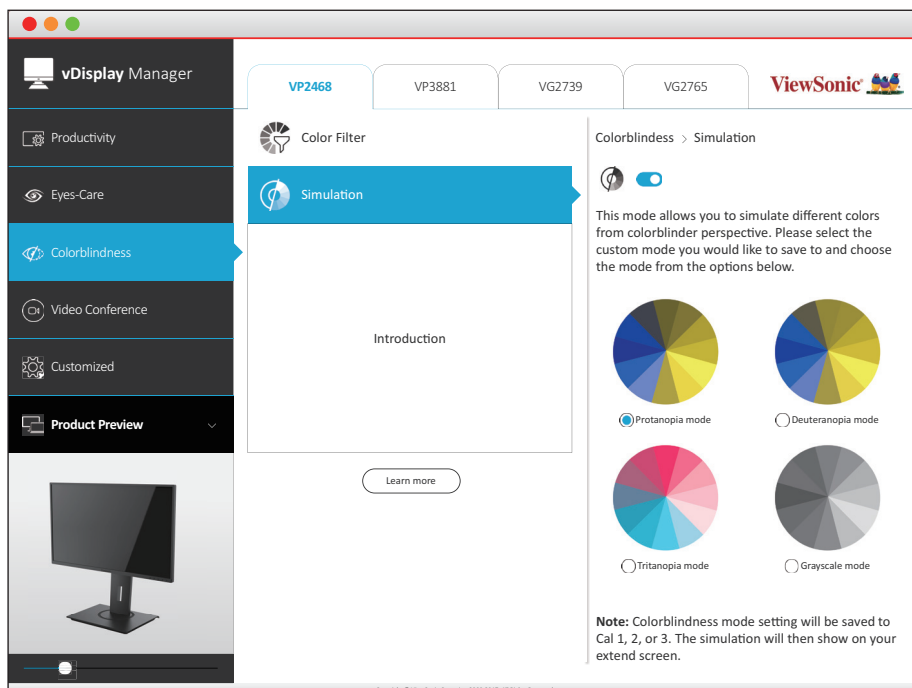 vDisplay Manager
VP2468
VP3881
VG2739
VG2765
ViewSonic
Productivity
Eyes-Care
Colorblindness
Video Conference
Customized
Product Preview
Color Filter
Simulation
Introduction
Learn more
Colorblindess > Simulation
This mode allows you to simulate different colors
from colorblinder perspective. Please select the
custom mode you would like to save to and choose
the mode from the options below.
Protanopia mode
Deuteranopia mode
Tritanopia mode
Grayscale mode
Note: Colorblindness mode setting will be saved to
Cal 1, 2, or 3. The simulation will then show on your
extend screen.